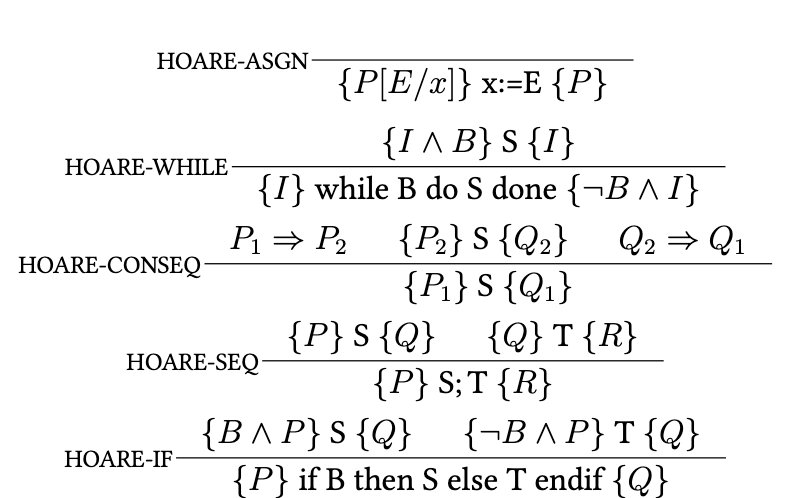 HOARE-ASGN
{P[E/x]} x:=E {P}
{I ∧ B} S {I}
HOARE-WHILE
{I} while B do S done {¬B ∧ I}
P₁ ⇒ P₂ {P₂} S {Q₂} Q₂ ⇒ Q₁
HOARE-CONSEQ
{P₁} S {Q₁}
{P} S {Q} {Q} T {R}
HOARE-SEQ
{P} S;T {R}
{B ∧ P} S {Q} {¬B ∧ P} T {Q}
HOARE-IF
{P} if B then S else T endif {Q}